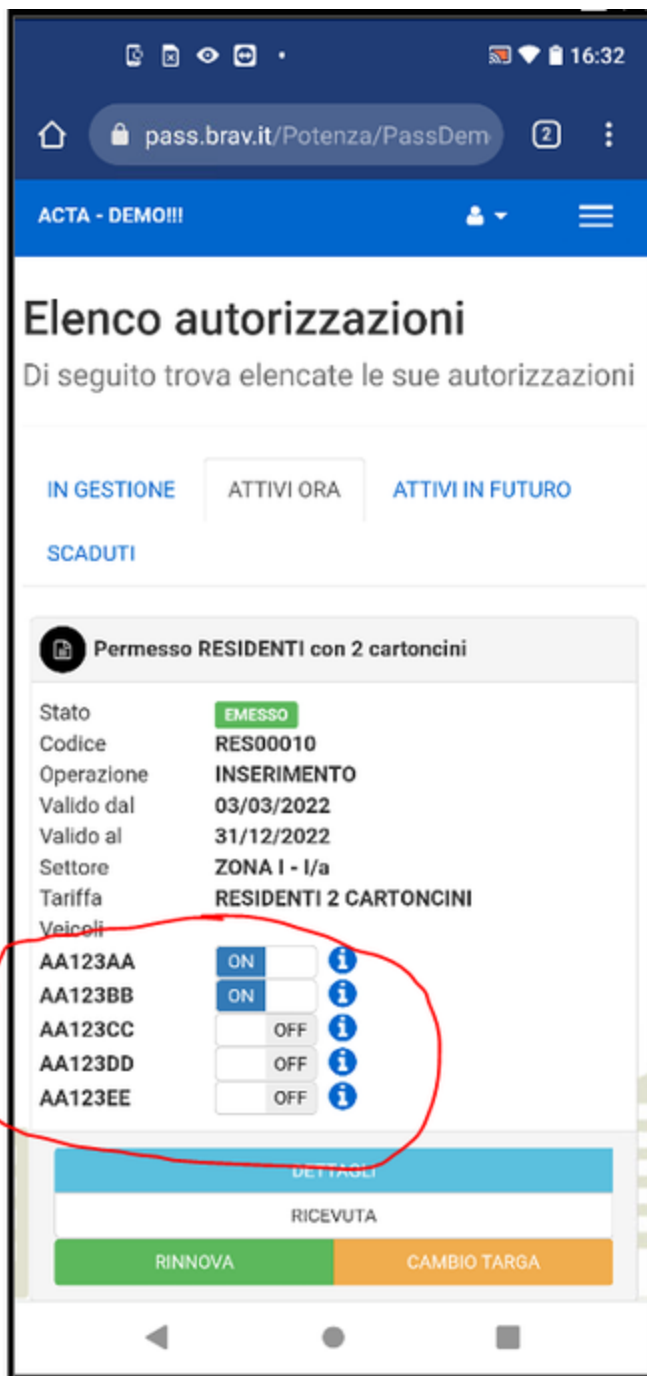 16:32
pass.brav.it/Potenza/PassDem
2
ACTA - DEMO!!!
Elenco autorizzazioni
Di seguito trova elencate le sue autorizzazioni
IN GESTIONE ATTIVI ORA ATTIVI IN FUTURO
SCADUTI
Permesso RESIDENTI con 2 cartoncini
Stato EMESSO
Codice RES00010
Operazione INSERIMENTO
Valido dal 03/03/2022
Valido al 31/12/2022
Settore ZONA I - I/a
Tariffa RESIDENTI 2 CARTONCINI
Veicoli
AA123AA ON
AA123BB ON
AA123CC OFF
AA123DD OFF
AA123EE OFF
DETTAGLI
RICEVUTA
RINNOVA CAMBIO TARGA